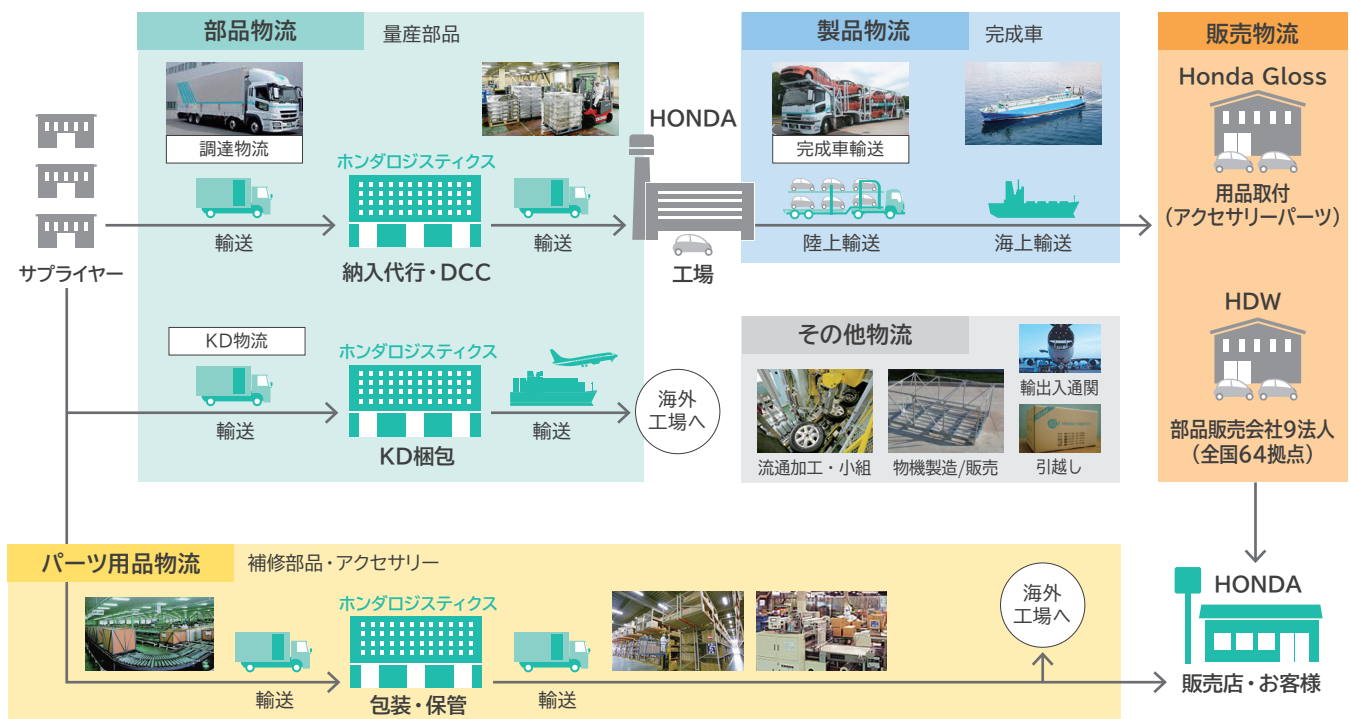 部品物流
量産部品
調達物流
サプライヤー
輸送
ホンダロジスティクス
納入代行・DCC
輸送
HONDA
工場
KD物流
輸送
ホンダロジスティクス
KD梱包
輸送
海外
工場へ
製品物流
完成車
完成車輸送
陸上輸送
海上輸送
その他物流
流通加工・小組
物機製造/販売
輸出入通関
引越し
販売物流
Honda Gloss
用品取付
（アクセサリーパーツ）
HDW
部品販売会社9法人
（全国64拠点）
パーツ用品物流
補修部品・アクセサリー
輸送
ホンダロジスティクス
包装・保管
輸送
海外
工場へ
HONDA
販売店・お客様